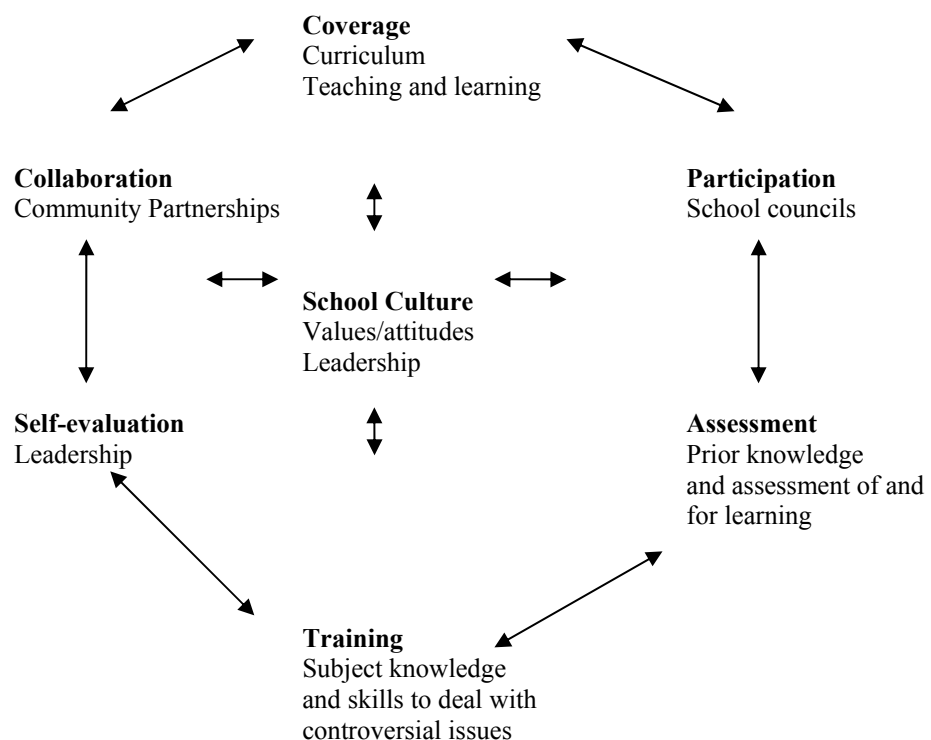 Coverage
Curriculum
Teaching and learning
Collaboration
Community Partnerships
Participation
School councils
School Culture
Values/attitudes
Leadership
Self-evaluation
Leadership
Assessment
Prior knowledge
and assessment of and
for learning
Training
Subject knowledge
and skills to deal with
controversial issues